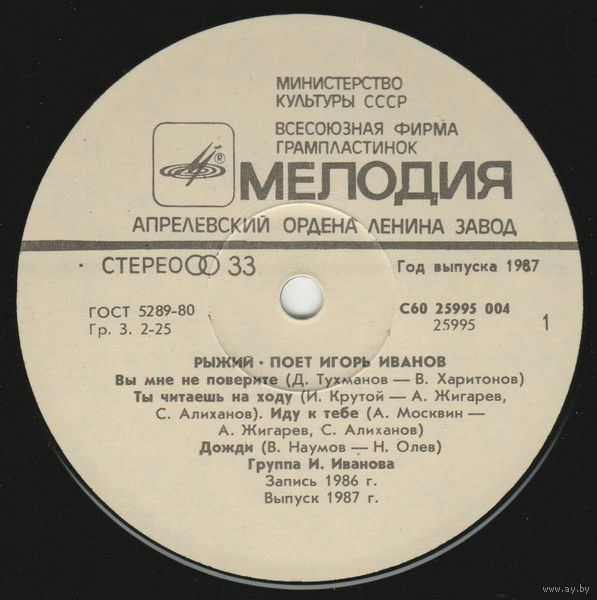 МИНИСТЕРСТВО
КУЛЬТУРЫ СССР
ВСЕСОЮЗНАЯ ФИРМА
ГРАМПЛАСТИНОК
®
МЕЛОДИЯ
АПРЕЛЕВСКИЙ ОРДЕНА ЛЕНИНА ЗАВОД
СТЕРЕО 33
Год выпуска 1987
ГОСТ 5289-80
Гр. 3. 2-25
С60 25995 004
25995
1
РЫЖИЙ · ПОЕТ ИГОРЬ ИВАНОВ
Вы мне не поверите (Д. Тухманов — В. Харитонов)
Ты читаешь на ходу (И. Крутой — А. Жигарев,
С. Алиханов). Иду к тебе (А. Москвин —
А. Жигарев, С. Алиханов)
Дожди (В. Наумов — Н. Олев)
Группа И. Иванова
Запись 1986 г.
Выпуск 1987 г.
www.ay.by